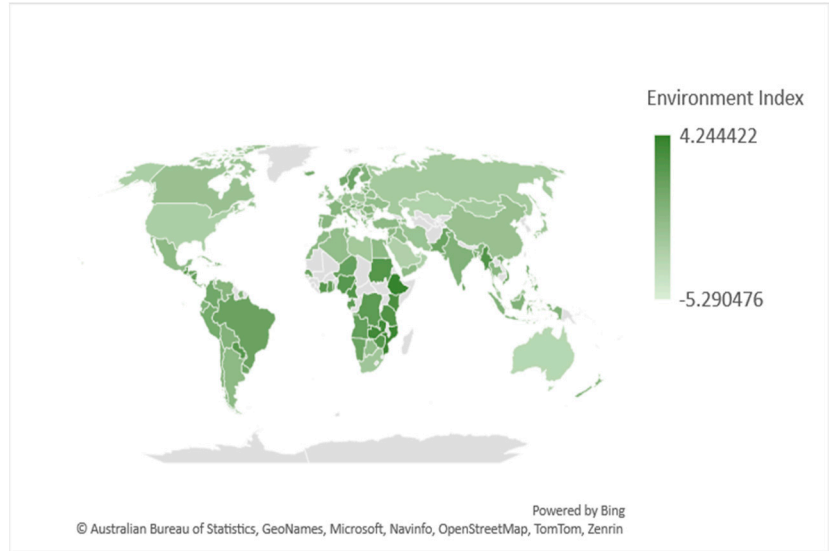 Environment Index
4.244422
-5.290476
Powered by Bing
© Australian Bureau of Statistics, GeoNames, Microsoft, Navinfo, OpenStreetMap, TomTom, Zenrin